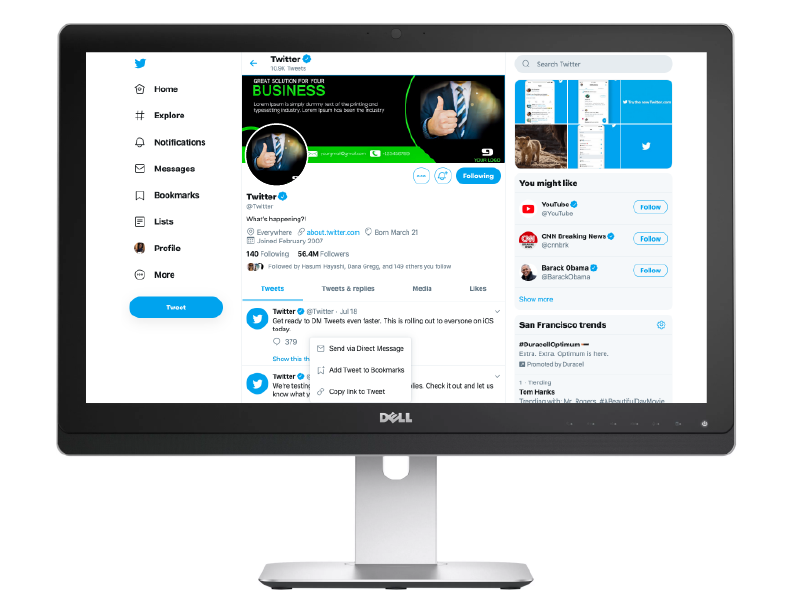 Twitter
70.9K Tweets
GREAT SOLUTION FOR YOUR
BUSINESS
Lorem Ipsum is simply dummy text of the printing and
typesetting industry. Lorem Ipsum has been the industry
YOUR LOGO
Following
Twitter
@Twitter
What's happening?!
Everywhere about.twitter.com Born March 21
Joined February 2007
140 Following 56.4M Followers
Followed by Hasumi Hayashi, Dana Gregg, and 149 others you follow
Tweets Tweets & replies Media Likes
Twitter @Twitter · Jul 18
Get ready to DM Tweets even faster. This is rolling out to everyone on iOS
today.
379
Show this th
Send via Direct Message
Add Tweet to Bookmarks
Copy link to Tweet
Twitter @
We're testing
plies. Check it out and let us
know what y
Home
Explore
Notifications
Messages
Bookmarks
Lists
Profile
More
Tweet
Search Twitter
You might like
YouTube
@YouTube
Follow
CNN
CNN Breaking News
@cnnbrk
Follow
Barack Obama
@BarackObama
Follow
Show more
San Francisco trends
#DuracellOptimum
Extra. Extra. Optimum is here.
Promoted by Duracel
1 · Trending
Tom Hanks
Trending with: Mr. Rogers, #ABeautifulDayMovie
DELL